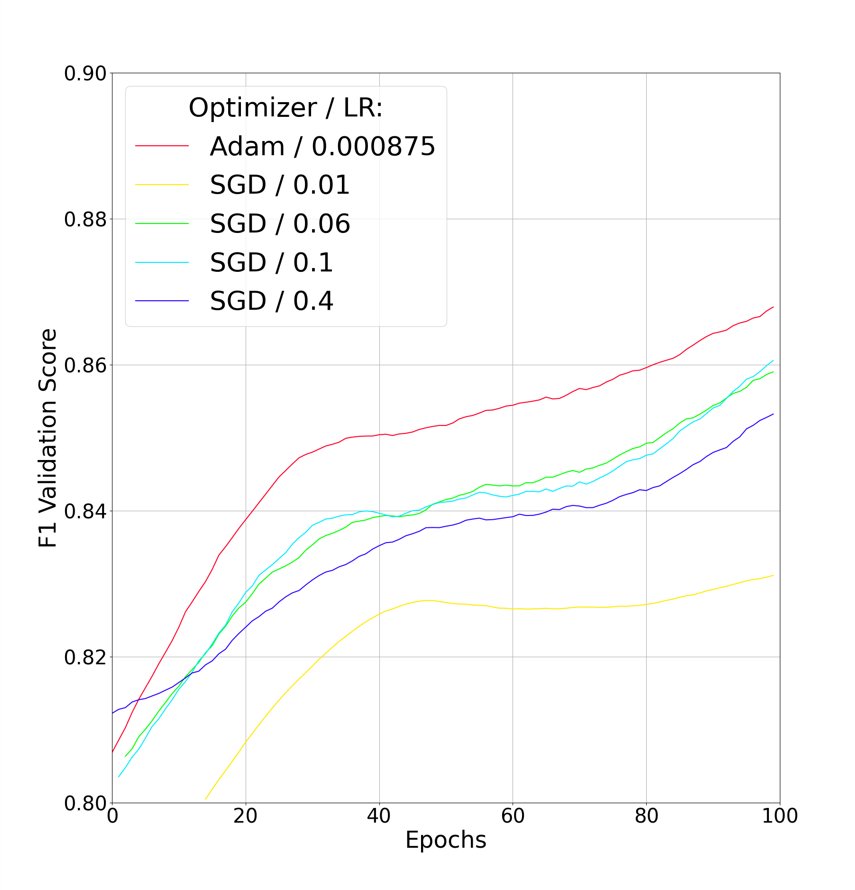 Optimizer / LR:
Adam / 0.000875
SGD / 0.01
SGD / 0.06
SGD / 0.1
SGD / 0.4
F1 Validation Score
0.90
0.88
0.86
0.84
0.82
0.80
0 20 40 60 80 100
Epochs